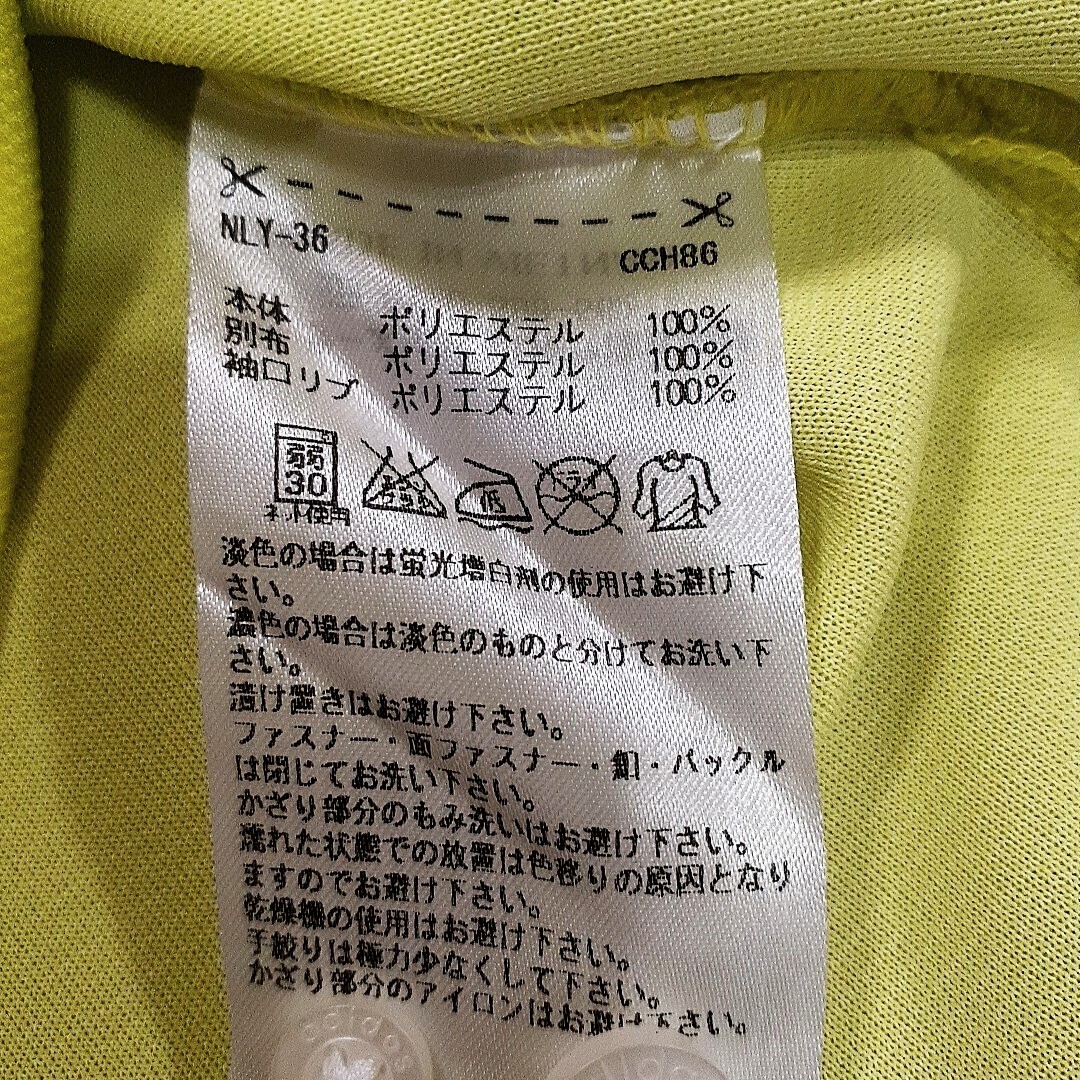 NLY-36
CCH86
本体 ポリエステル 100%
別布 ポリエステル 100%
袖口リブ ポリエステル 100%
弱
30
ネット使用
低
淡色の場合は蛍光増白剤の使用はお避け下
さい。
濃色の場合は淡色のものと分けてお洗い下
さい。
漬け置きはお避け下さい。
ファスナー・面ファスナー・釦・バックル
は閉じてお洗い下さい。
かざり部分のもみ洗いはお避け下さい。
濡れた状態での放置は色移りの原因となり
ますのでお避け下さい。
乾燥機の使用はお避け下さい。
手絞りは極力少なくして下さい。
かざり部分のアイロンはお避け下さい。
adidas